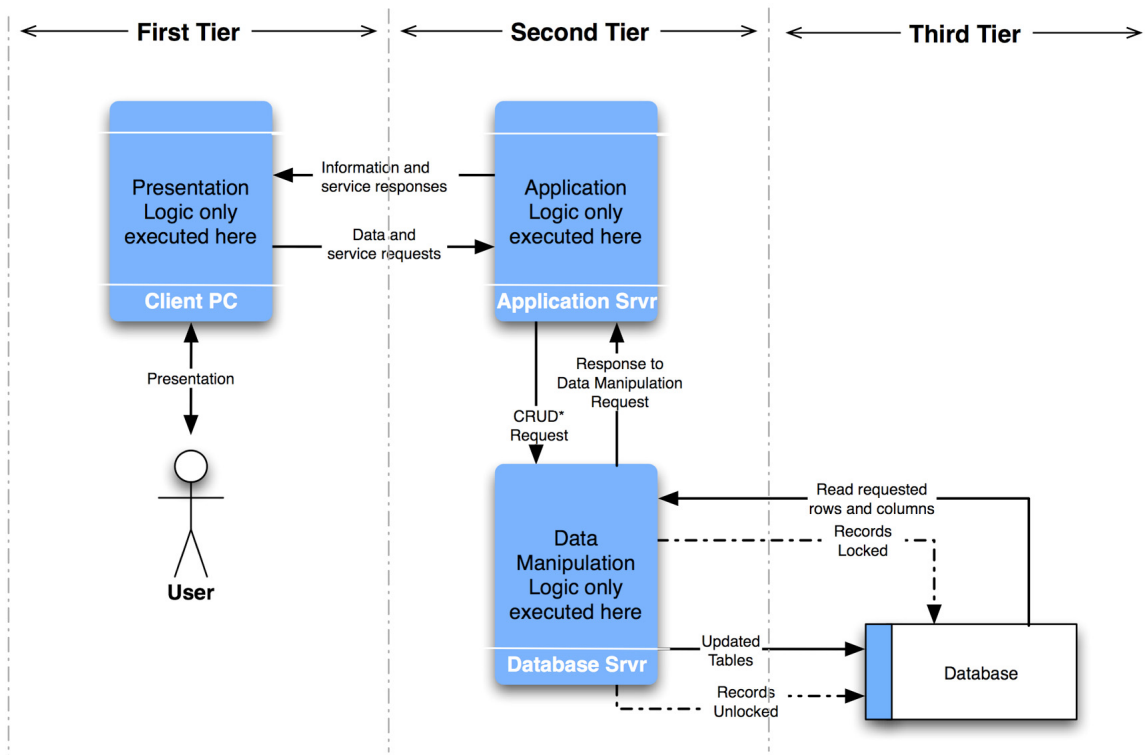 First Tier
Second Tier
Third Tier
Presentation
Logic only
executed here
Client PC
Information and
service responses
Data and
service requests
Application
Logic only
executed here
Application Srvr
Presentation
User
CRUD*
Request
Response to
Data Manipulation
Request
Data
Manipulation
Logic only
executed here
Database Srvr
Read requested
rows and columns
Records
Locked
Updated
Tables
Records
Unlocked
Database